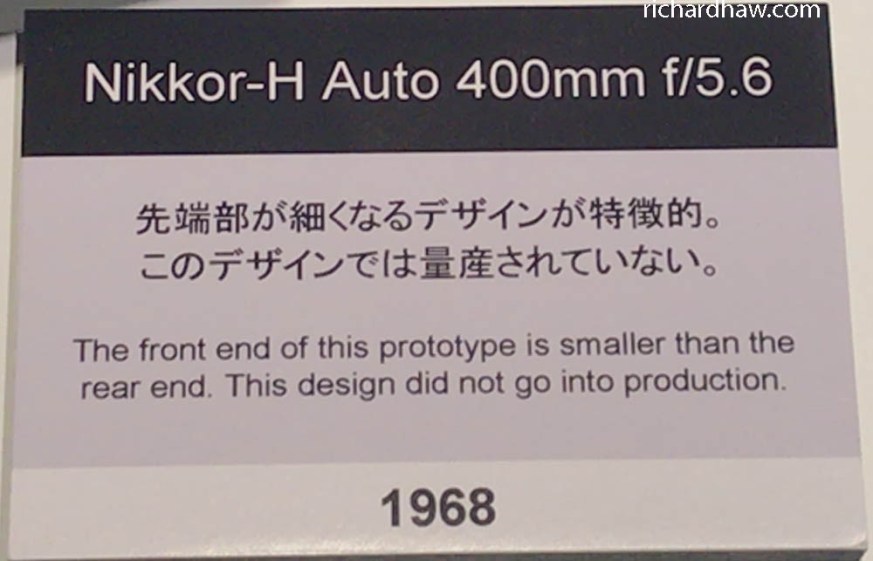 richardhaw.com
Nikkor-H Auto 400mm f/5.6
先端部が細くなるデザインが特徴的。
このデザインでは量産されていない。
The front end of this prototype is smaller than the
rear end. This design did not go into production.
1968